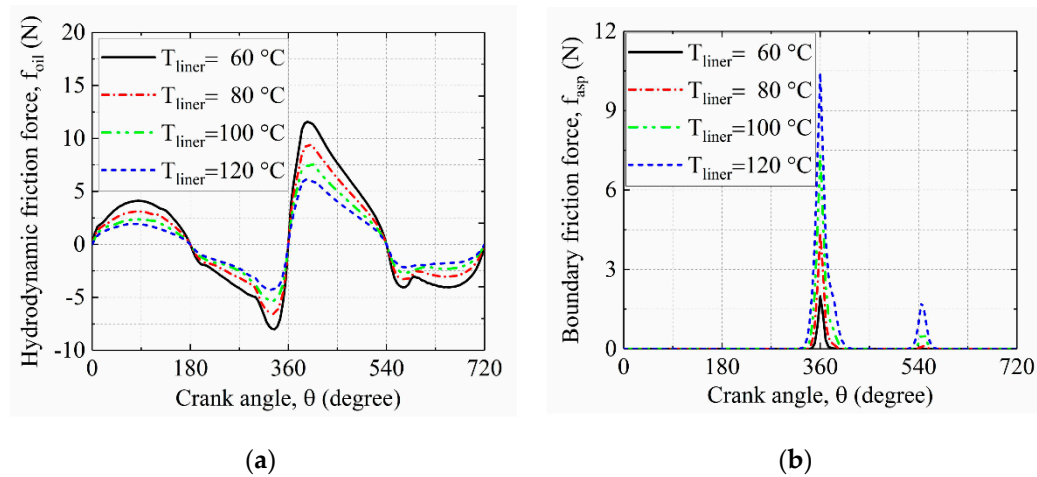 20
15
10
5
0
-5
-10
Hydrodynamic friction force, f_oil (N)
T_liner= 60 °C
T_liner= 80 °C
T_liner=100 °C
T_liner=120 °C
0 180 360 540 720
Crank angle, θ (degree)
(a)
12
9
6
3
0
Boundary friction force, f_asp (N)
T_liner= 60 °C
T_liner= 80 °C
T_liner=100 °C
T_liner=120 °C
0 180 360 540 720
Crank angle, θ (degree)
(b)